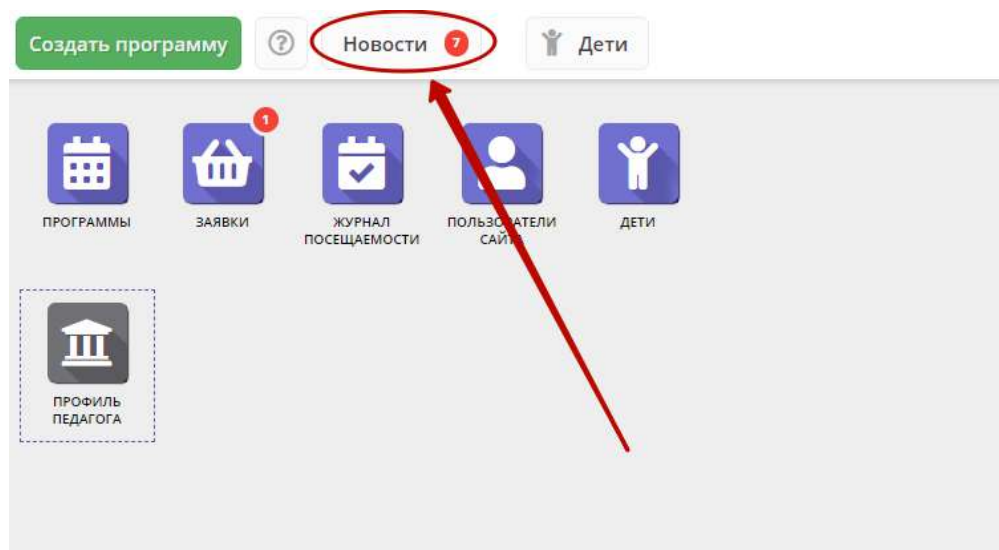 Создать программу
?
Новости 7
Дети
1
ПРОГРАММЫ
ЗАЯВКИ
ЖУРНАЛ
ПОСЕЩАЕМОСТИ
ПОЛЬЗОВАТЕЛИ
САЙТА
ДЕТИ
ПРОФИЛЬ
ПЕДАГОГА